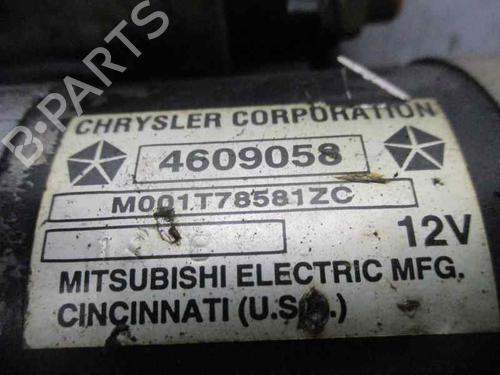 CHRYSLER CORPORATION
4609058
M001T78581ZC
12V
MITSUBISHI ELECTRIC MFG.
CINCINNATI (U.S.A.)
B-PARTS